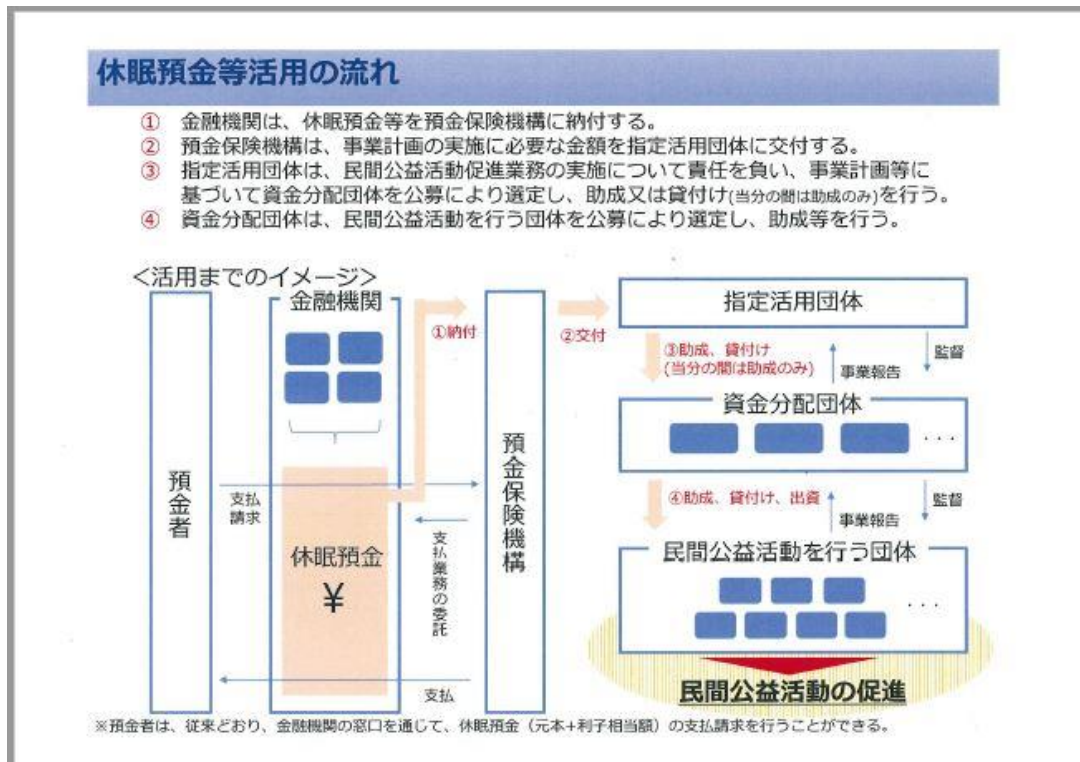 休眠預金等活用の流れ
① 金融機関は、休眠預金等を預金保険機構に納付する。
② 預金保険機構は、事業計画の実施に必要な金額を指定活用団体に交付する。
③ 指定活用団体は、民間公益活動促進業務の実施について責任を負い、事業計画等に
基づいて資金分配団体を公募により選定し、助成又は貸付け(当分の間は助成のみ)を行う。
④ 資金分配団体は、民間公益活動を行う団体を公募により選定し、助成等を行う。
<活用までのイメージ>
預金者
金融機関
休眠預金
¥
支払
請求
①納付
預金保険機構
支払業務の委託
支払
②交付
指定活用団体
③助成、貸付け
(当分の間は助成のみ)
事業報告
監督
資金分配団体
・・・
④助成、貸付け、出資
事業報告
監督
民間公益活動を行う団体
・・・
民間公益活動の促進
※預金者は、従来どおり、金融機関の窓口を通じて、休眠預金（元本+利子相当額）の支払請求を行うことができる。